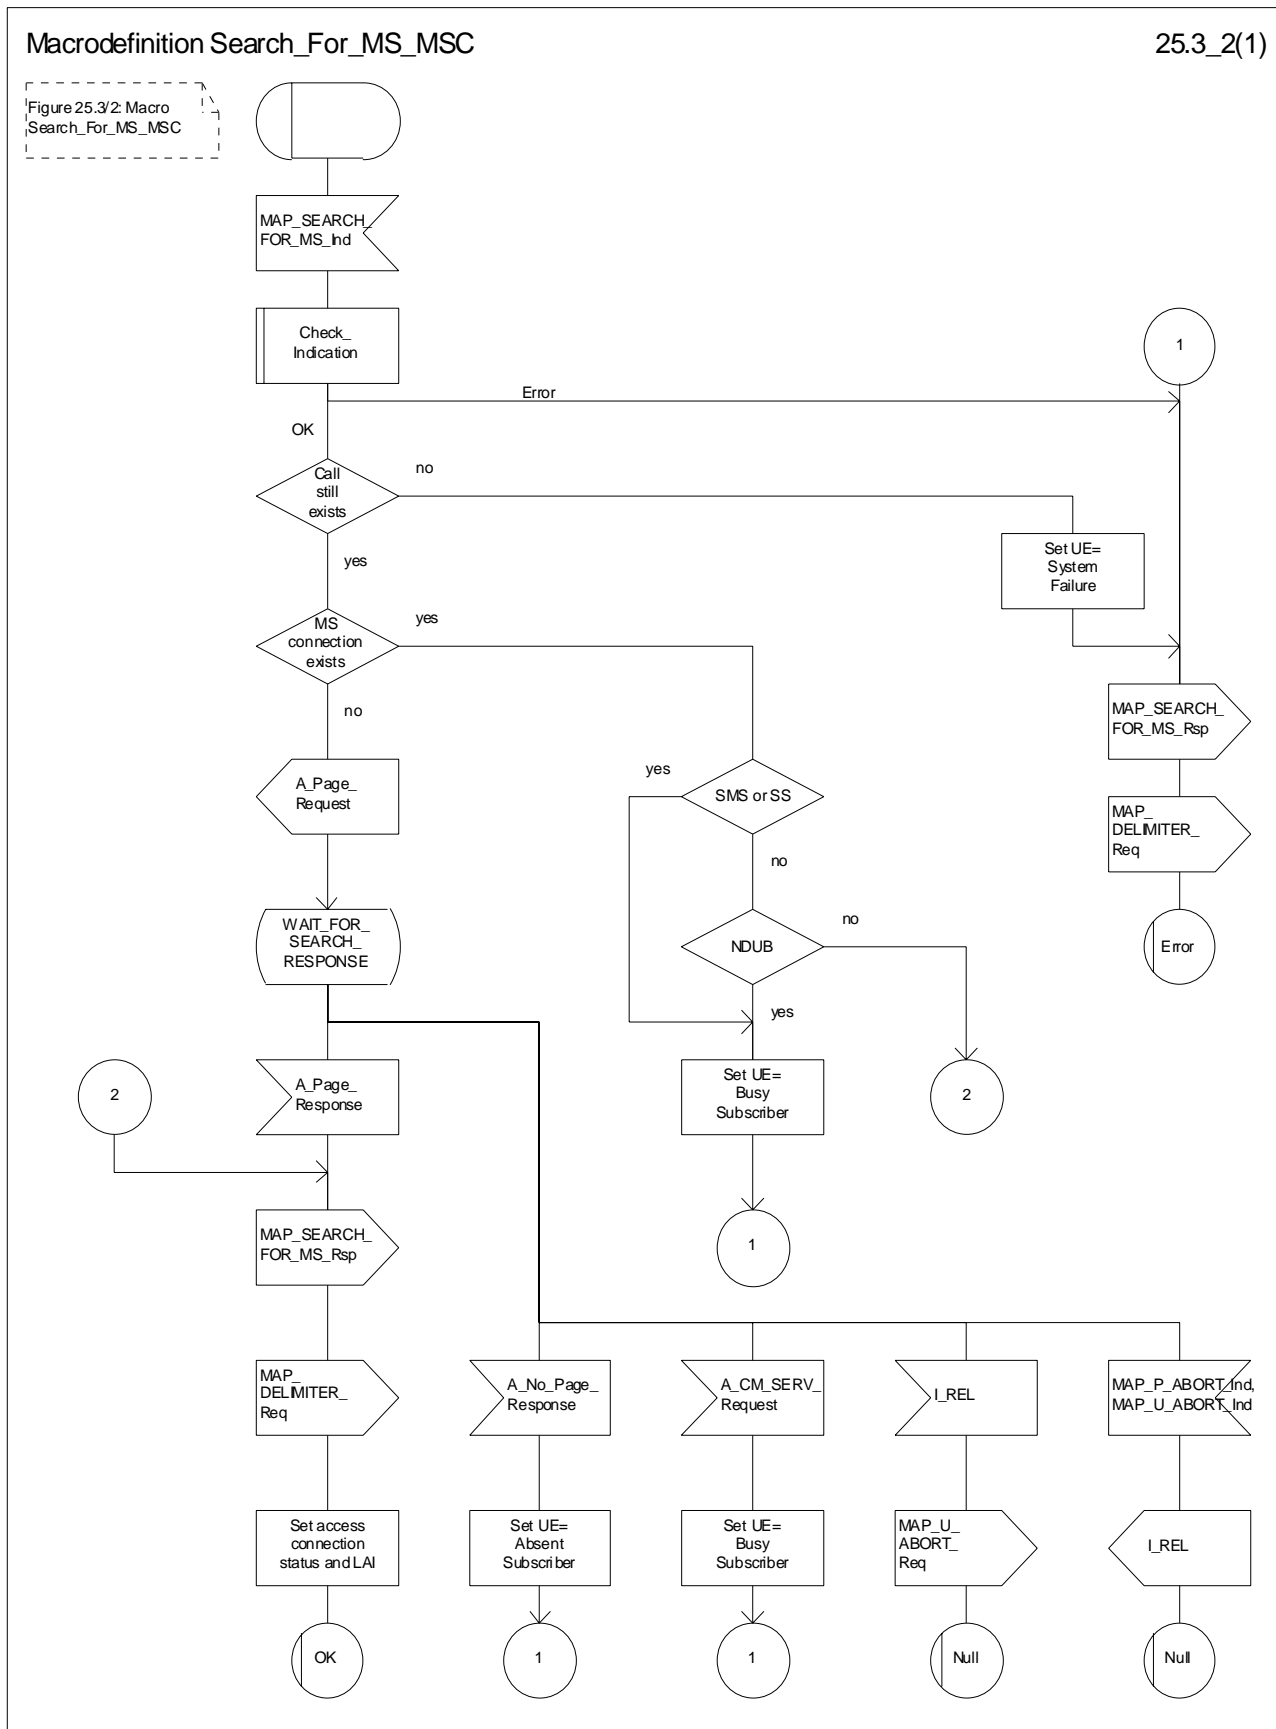 Macrodefinition Search_For_MS_MSC
25.3_2(1)
Figure 25.3/2: Macro
Search_For_MS_MSC
MAP_SEARCH_
FOR_MS_Ind
Check_
Indication
1
Error
OK
Call
still
exists
no
yes
Set UE=
System
Failure
MS
connection
exists
yes
no
MAP_SEARCH_
FOR_MS_Rsp
A_Page_
Request
yes
SMS or SS
no
MAP_
DELIMITER_
Req
WAIT_FOR_
SEARCH_
RESPONSE
NDUB
no
yes
Error
2
A_Page_
Response
Set UE=
Busy
Subscriber
2
MAP_SEARCH_
FOR_MS_Rsp
1
MAP_
DELIMITER_
Req
A_No_Page_
Response
A_CM_SERV_
Request
I_REL
MAP_P_ABORT_Ind,
MAP_U_ABORT_Ind
Set access
connection
status and LAI
Set UE=
Absent
Subscriber
Set UE=
Busy
Subscriber
MAP_U_
ABORT_
Req
I_REL
OK
1
1
Null
Null